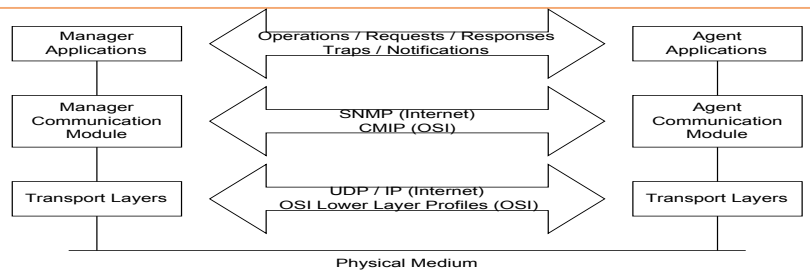 Manager
Applications
Operations / Requests / Responses
Traps / Notifications
Agent
Applications
Manager
Communication
Module
SNMP (Internet)
CMIP (OSI)
Agent
Communication
Module
Transport Layers
UDP / IP (Internet)
OSI Lower Layer Profiles (OSI)
Transport Layers
Physical Medium